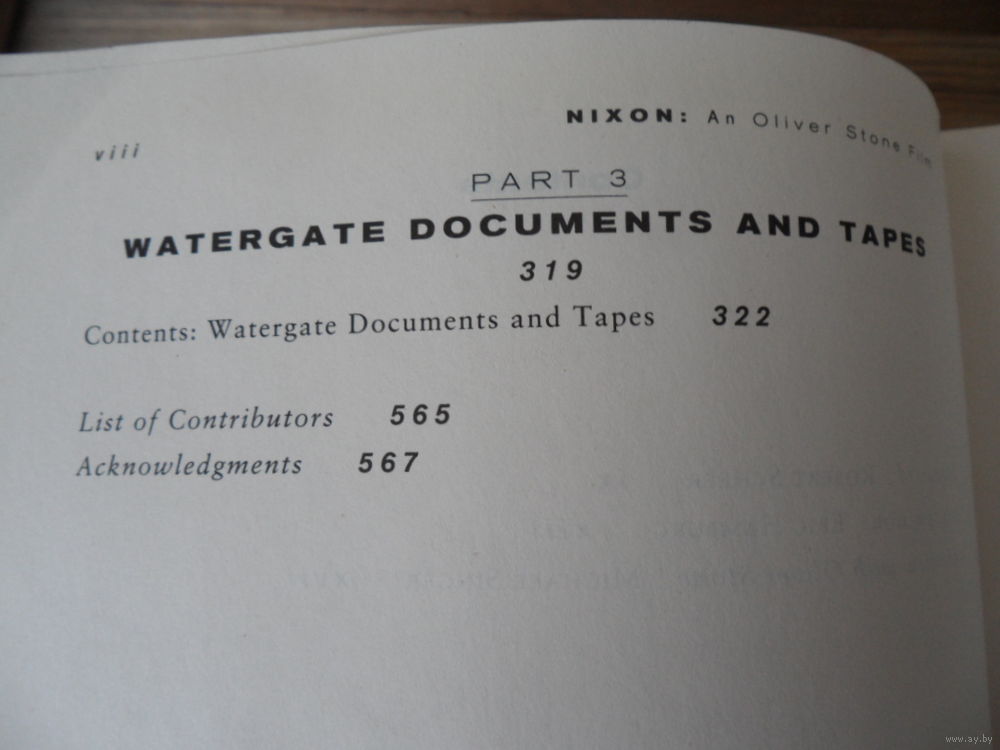 viii
NIXON: An Oliver Stone Film
PART 3
WATERGATE DOCUMENTS AND TAPES
319
Contents: Watergate Documents and Tapes 322
List of Contributors 565
Acknowledgments 567
www.ay.by